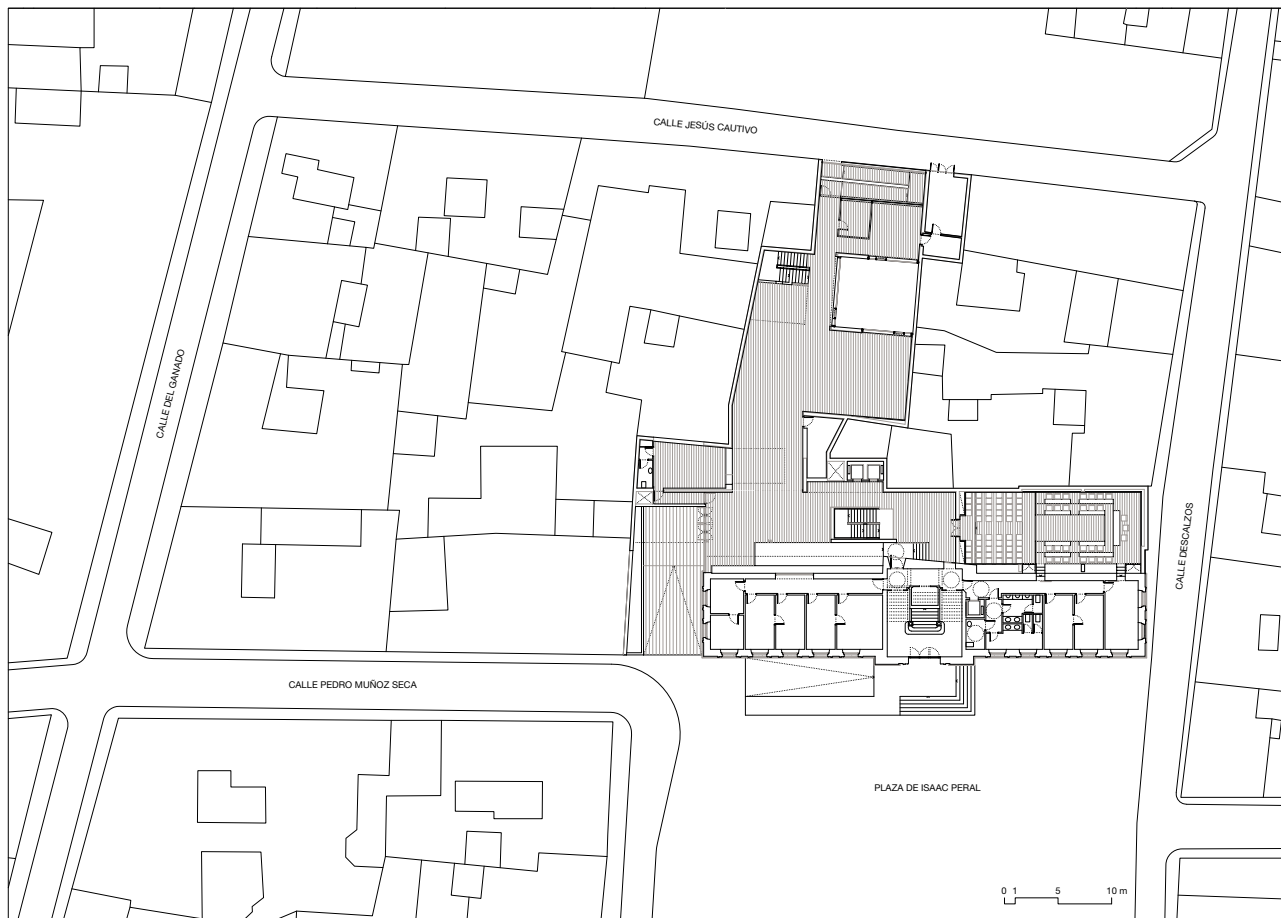 CALLE JESÚS CAUTIVO
CALLE DEL GANADO
CALLE DESCALZOS
CALLE PEDRO MUÑOZ SECA
PLAZA DE ISAAC PERAL
0 1 5 10 m